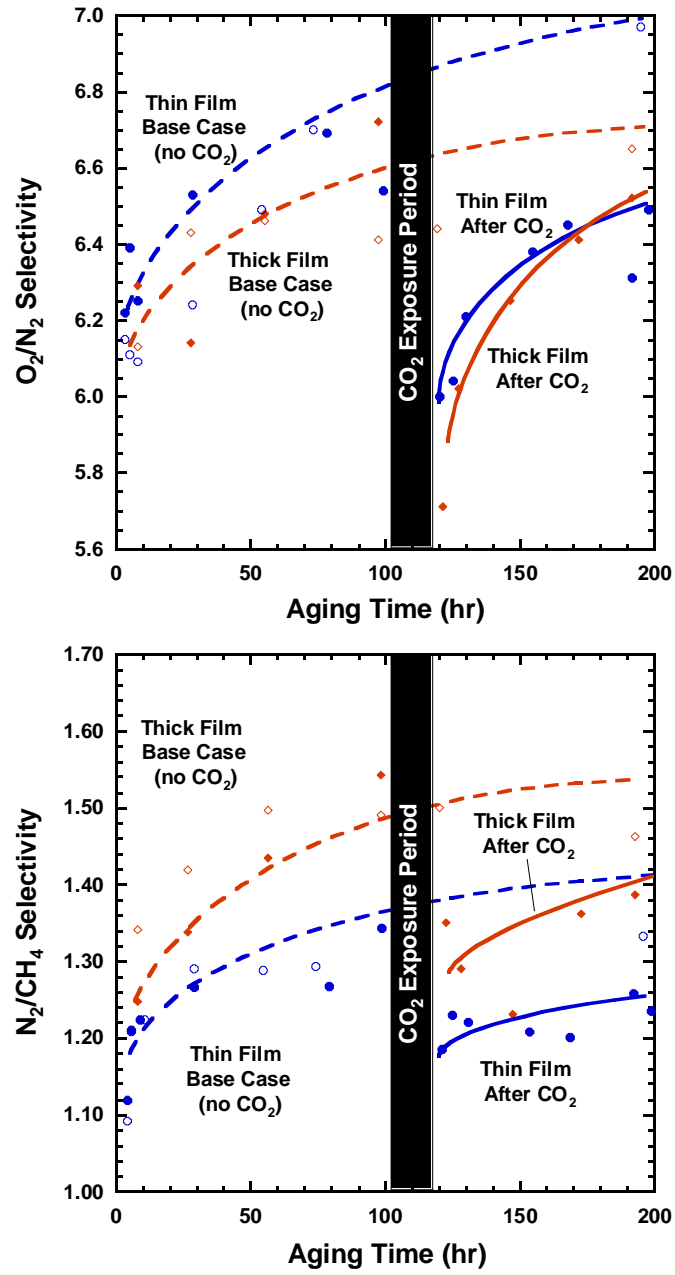 7.0
6.8
6.6
6.4
6.2
6.0
5.8
5.6
O2/N2 Selectivity
Thin Film
Base Case
(no CO2)
Thick Film
Base Case
(no CO2)
CO2 Exposure Period
Thin Film
After CO2
Thick Film
After CO2
0 50 100 150 200
Aging Time (hr)
1.70
1.60
1.50
1.40
1.30
1.20
1.10
1.00
N2/CH4 Selectivity
Thick Film
Base Case
(no CO2)
Thin Film
Base Case
(no CO2)
CO2 Exposure Period
Thick Film
After CO2
Thin Film
After CO2
0 50 100 150 200
Aging Time (hr)